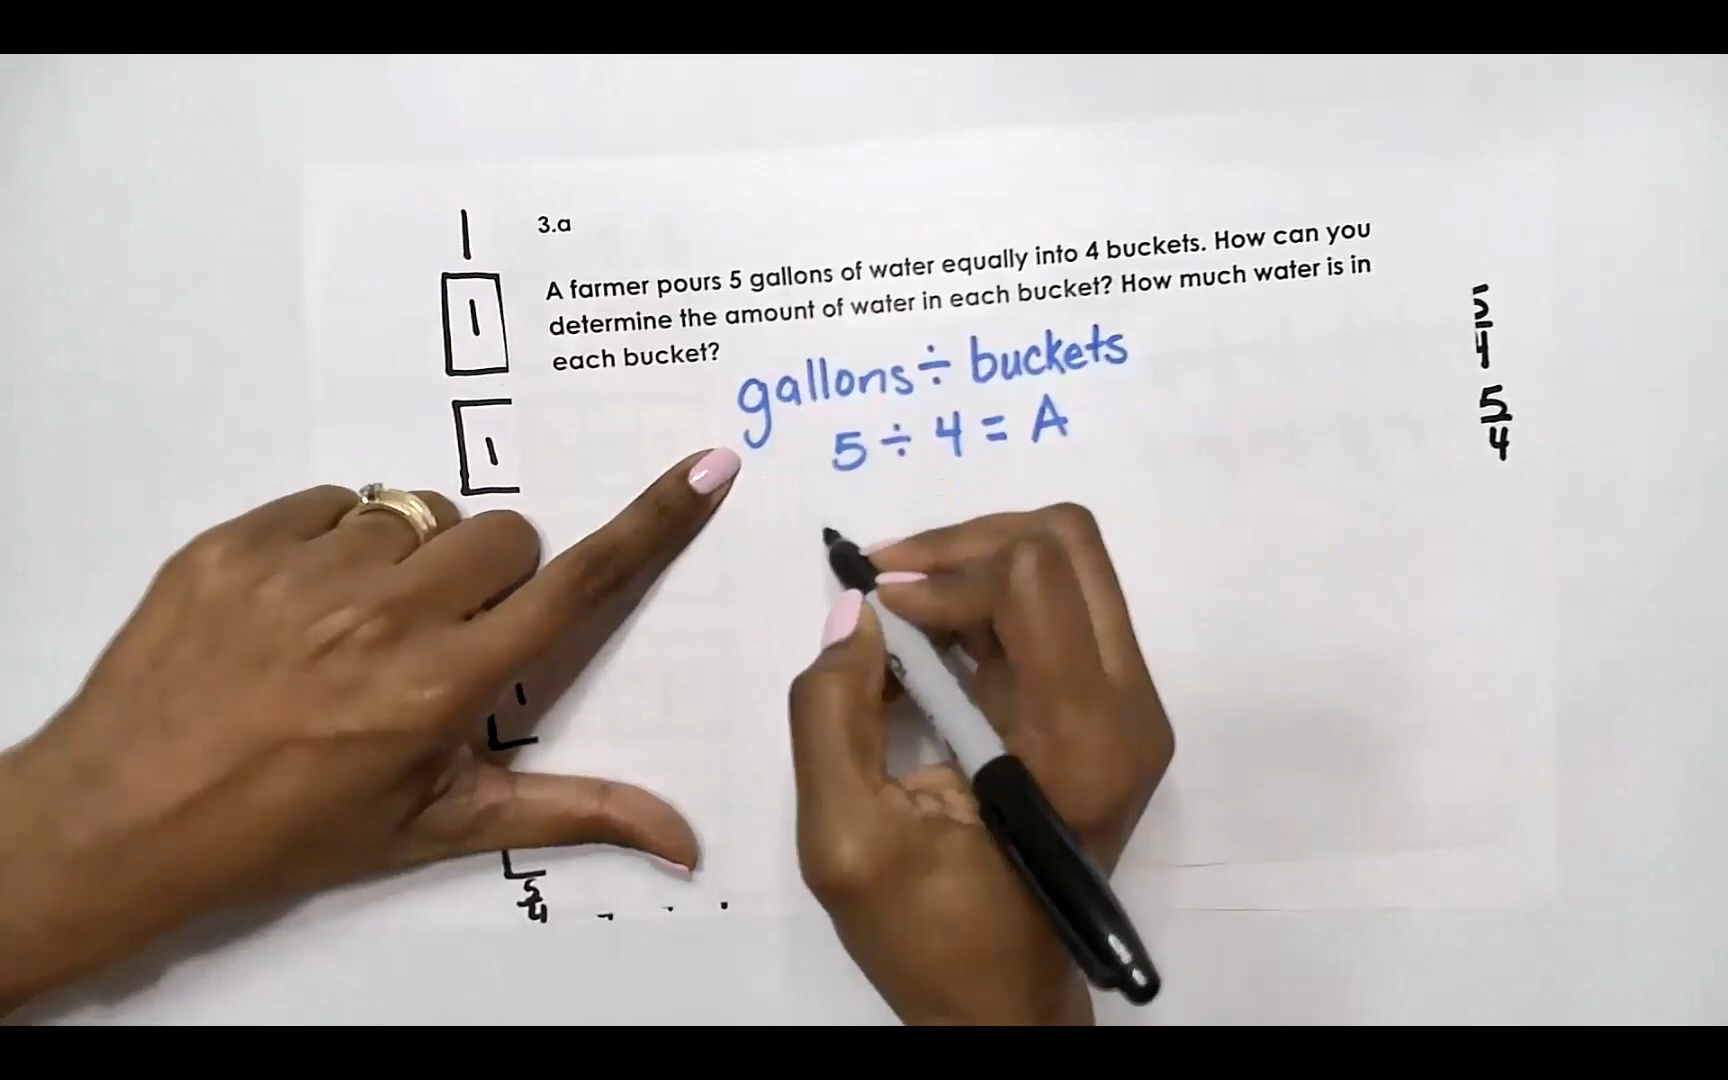 3.a
A farmer pours 5 gallons of water equally into 4 buckets. How can you
determine the amount of water in each bucket? How much water is in
each bucket?
gallons ÷ buckets
5 ÷ 4 = A
1
1
1
5
4
5
4
5
4